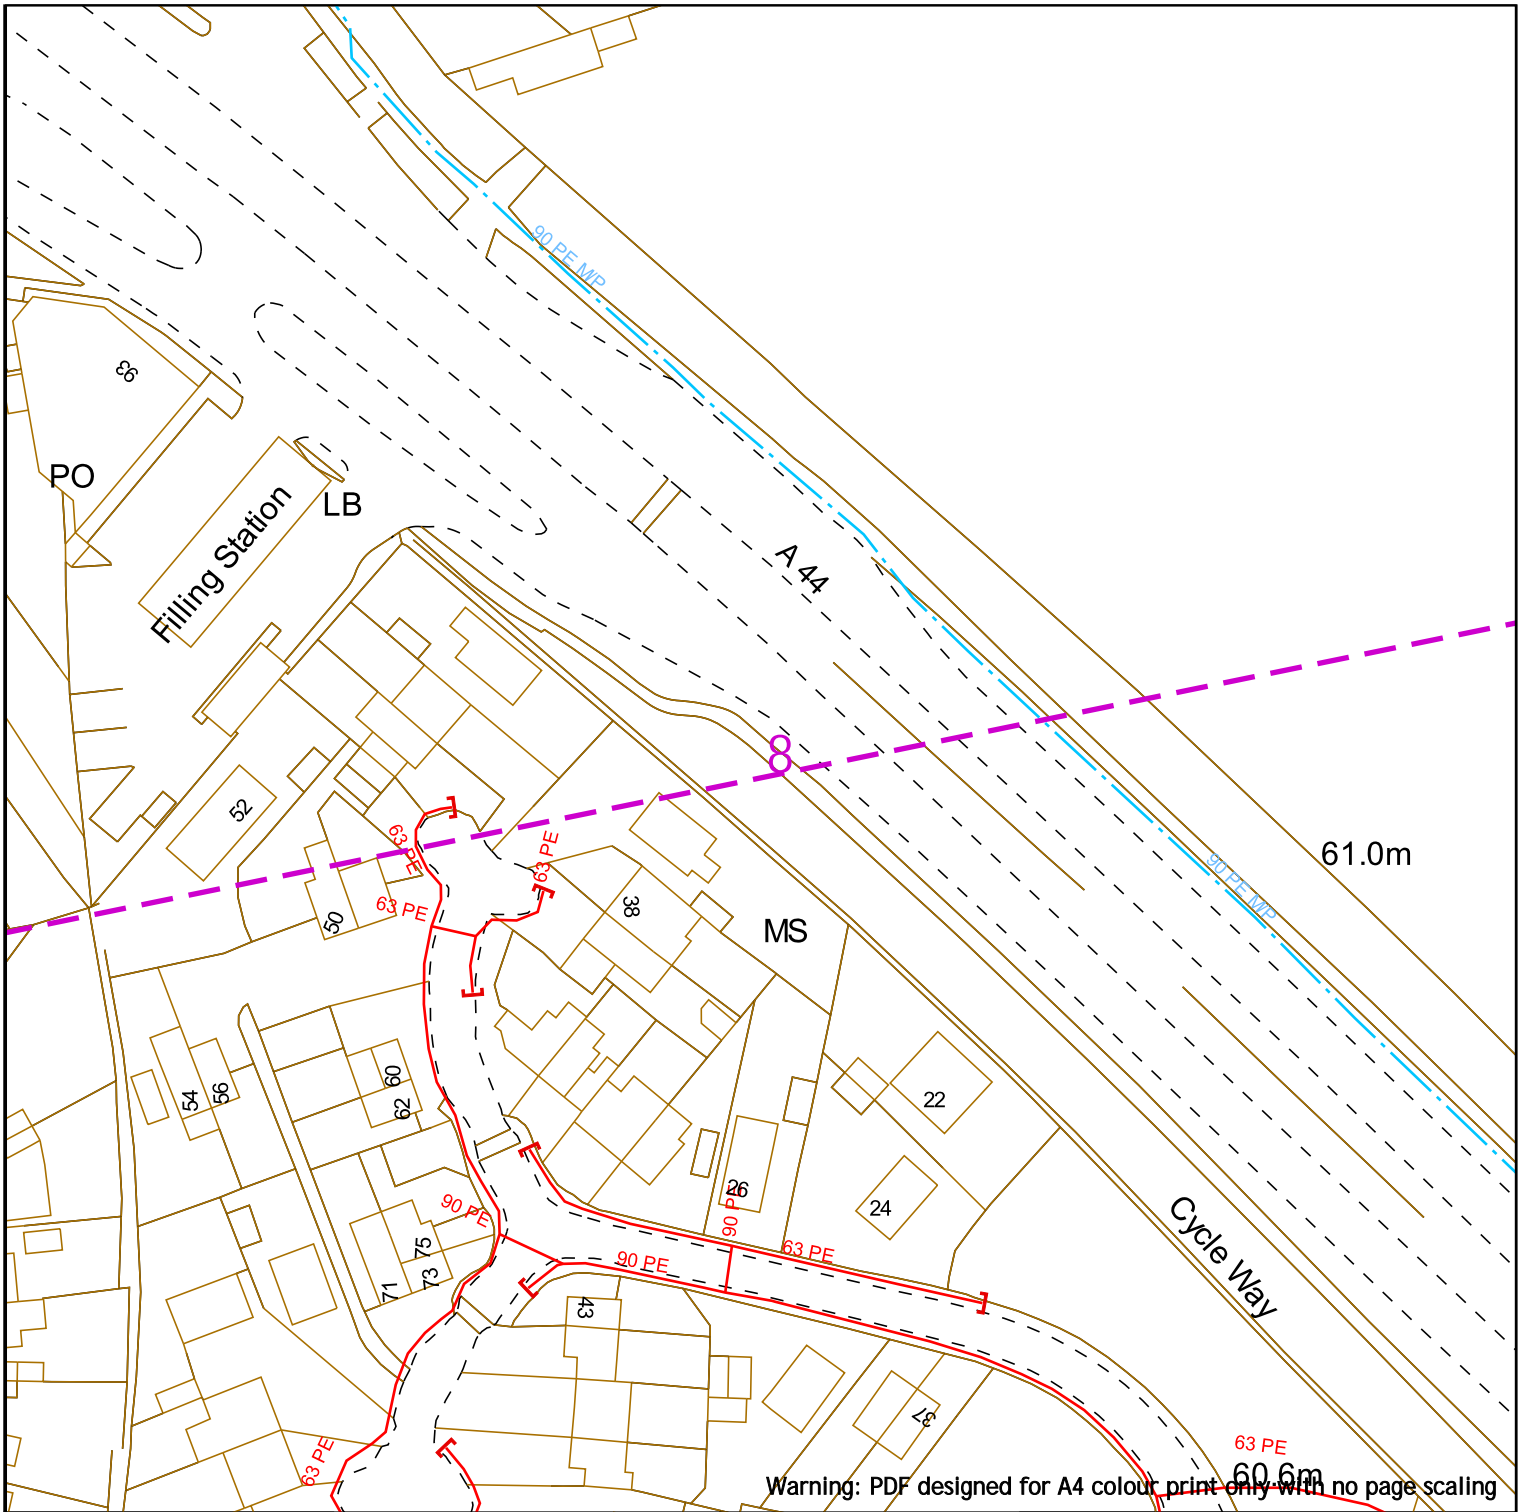 90 PE MP
93
PO
LB
Filling Station
A 44
8
52
63 PE
63 PE
61.0m
90 PE MP
63 PE
50
38
MS
60
54
56
62
22
26
90 PE
24
90 PE
Cycle Way
75
63 PE
90 PE
73
71
43
37
63 PE
63 PE
60.6m
Warning: PDF designed for A4 colour print only with no page scaling